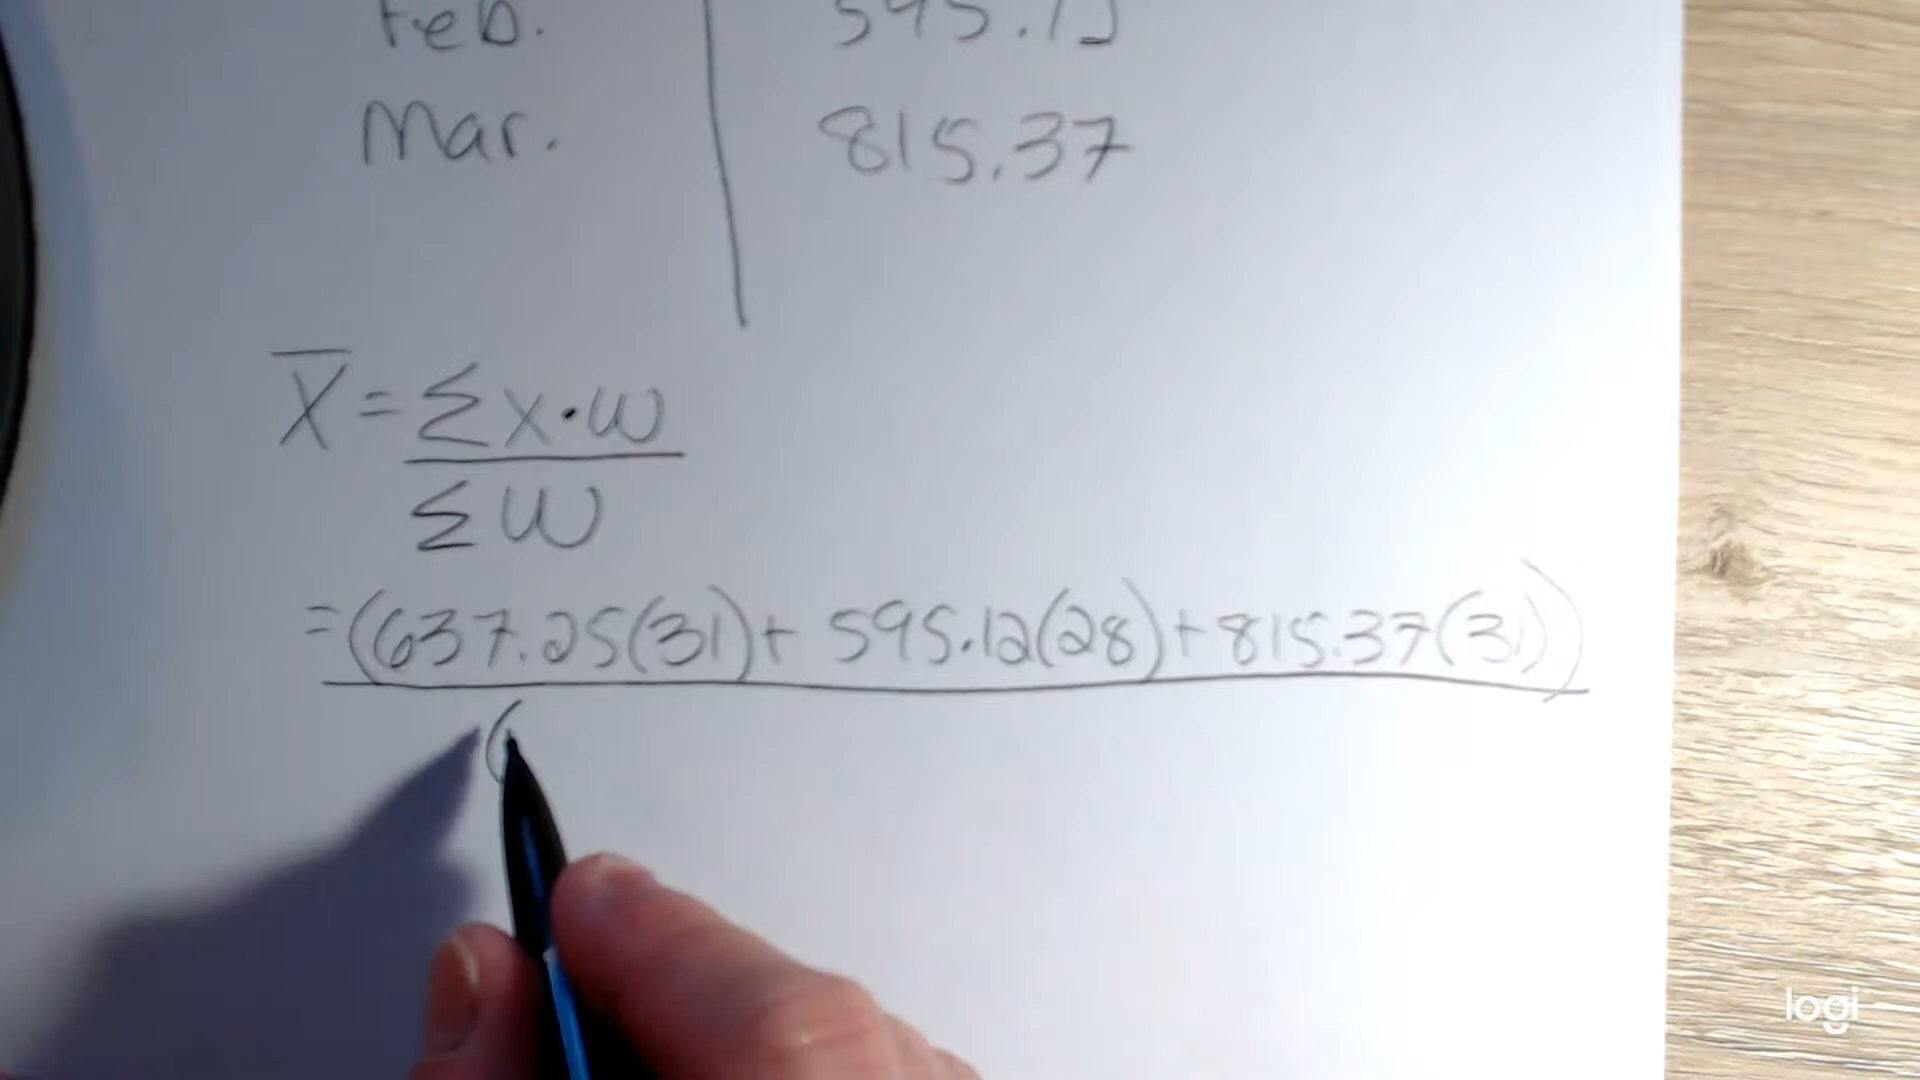 Feb.
Mar. 815.37
X̄ = Σx·w
Σw
=(637.25(31)+ 595.12(28)+815.37(31))
(
logi